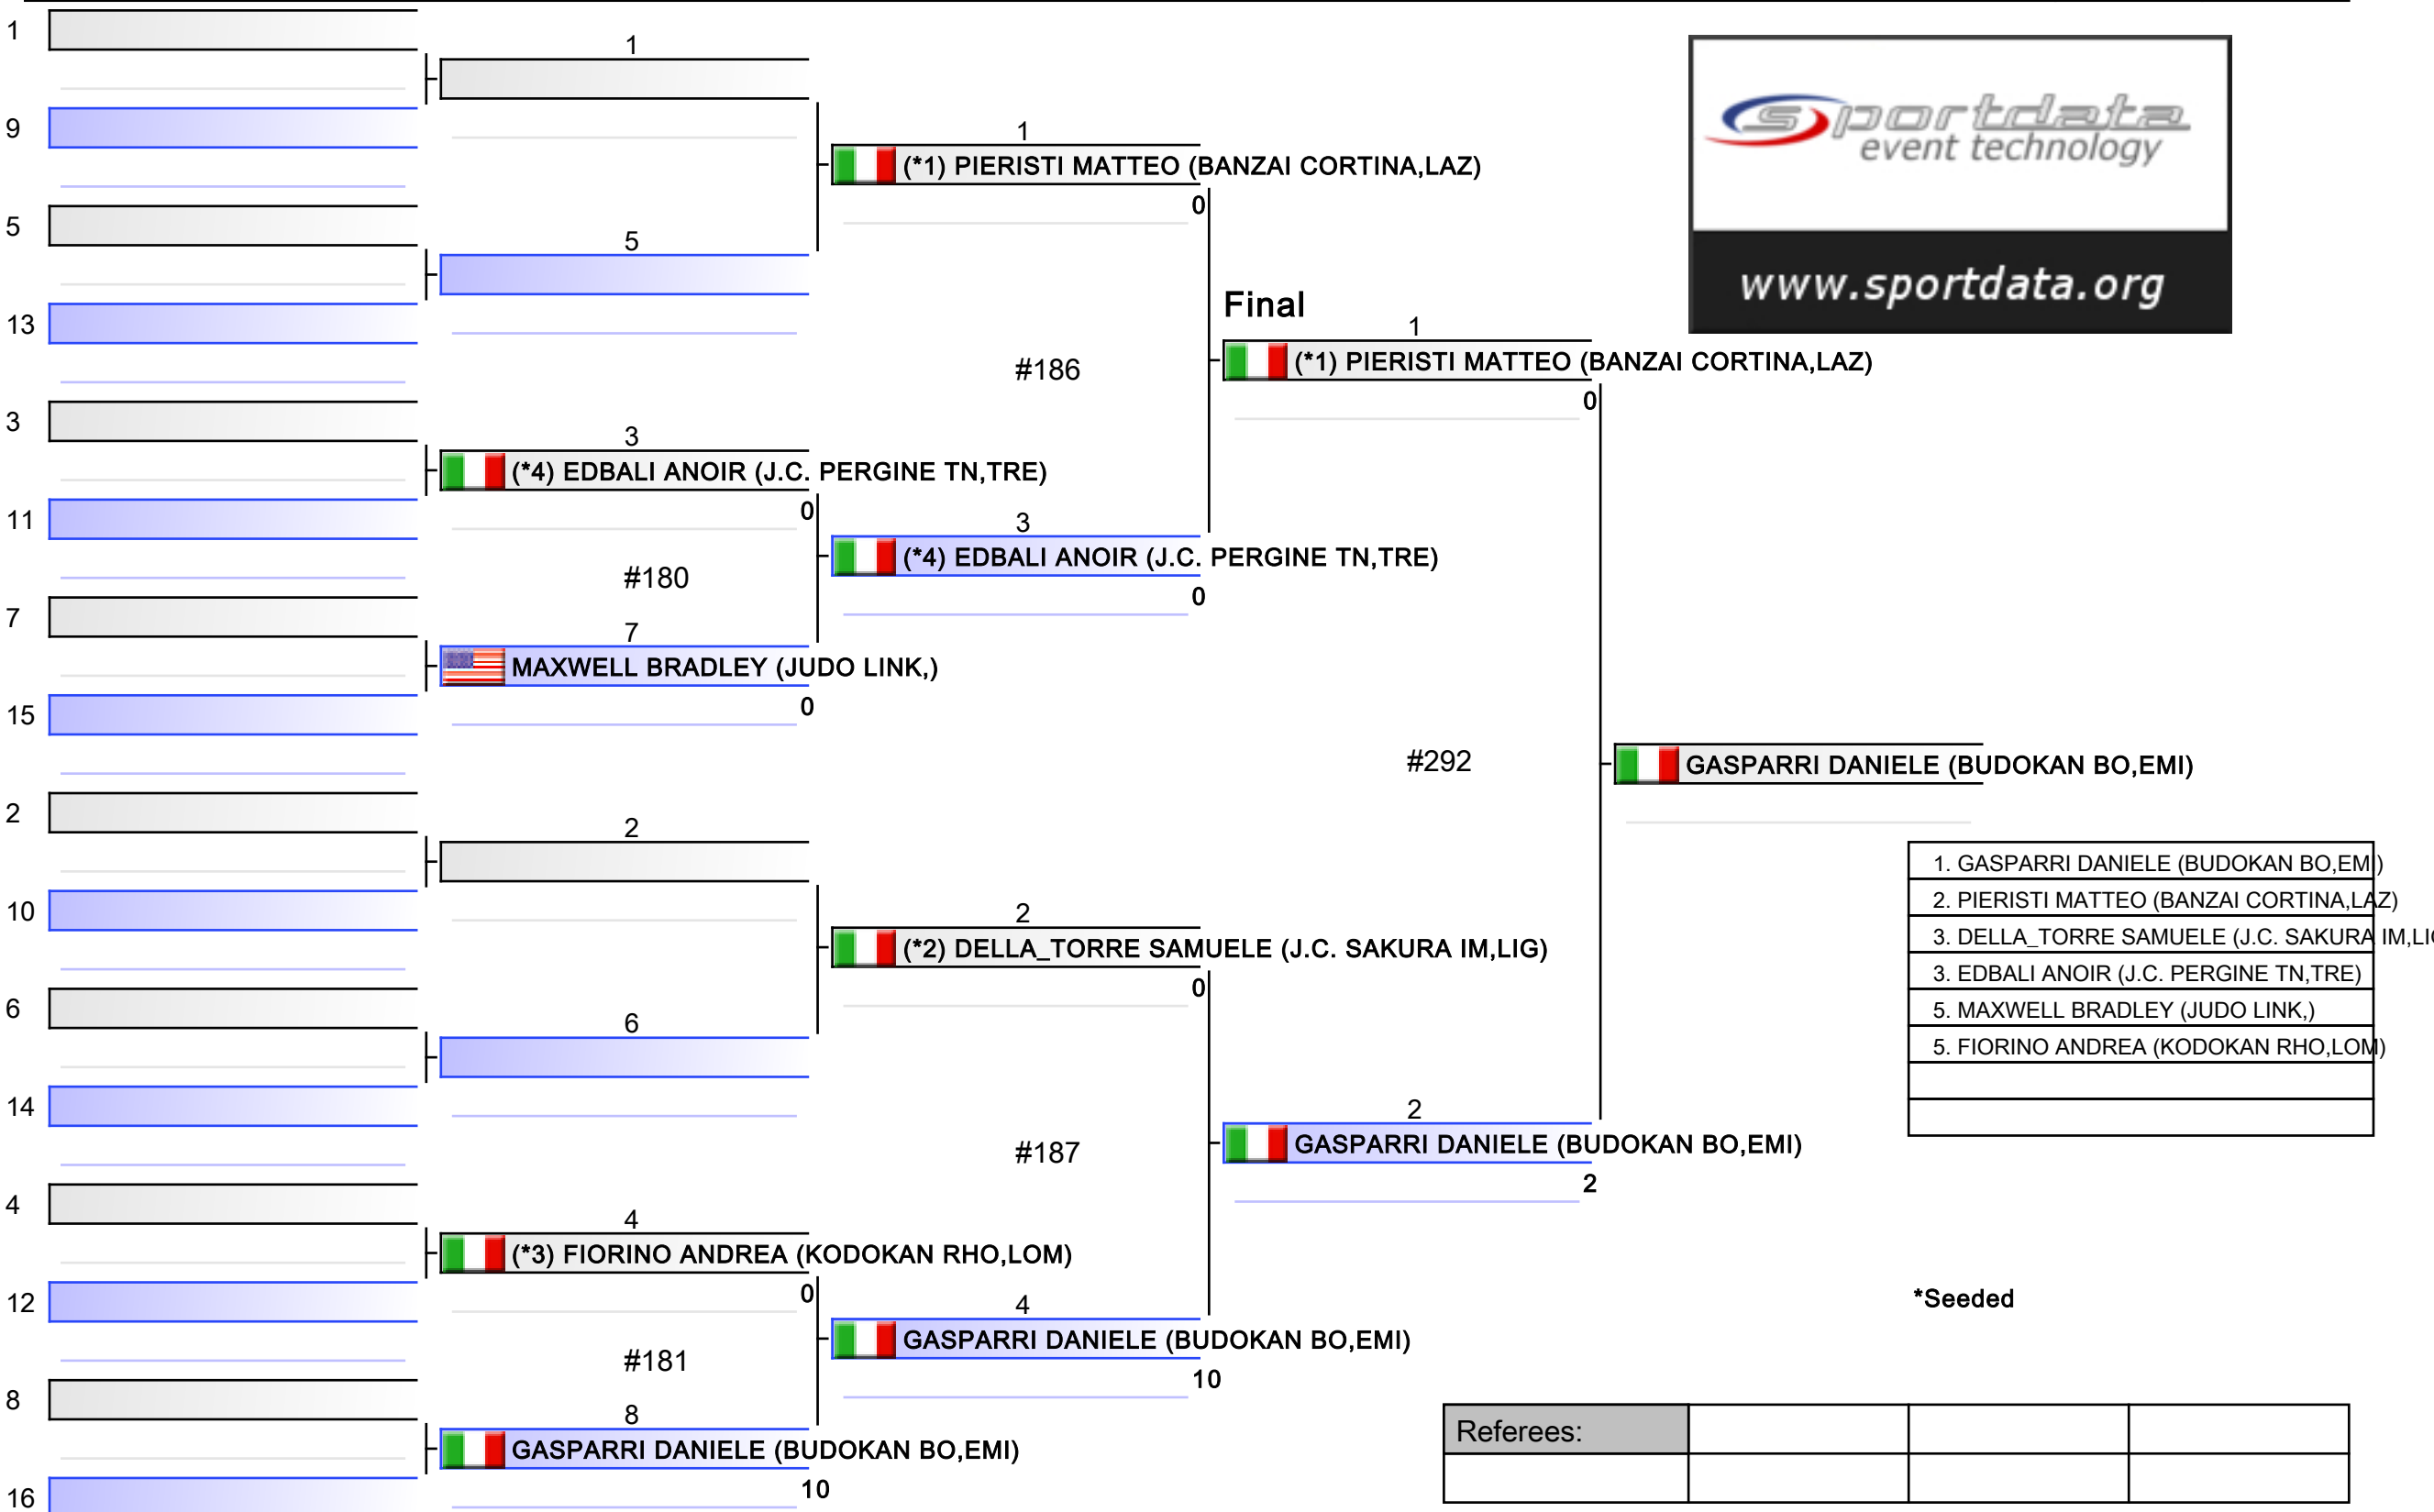 1
1
9
1
(*1) PIERISTI MATTEO (BANZAI CORTINA,LAZ)
0
5
5
13
sportdata
event technology
www.sportdata.org
Final
1
(*1) PIERISTI MATTEO (BANZAI CORTINA,LAZ)
0
#186
3
3
(*4) EDBALI ANOIR (J.C. PERGINE TN,TRE)
0
11
3
(*4) EDBALI ANOIR (J.C. PERGINE TN,TRE)
0
#180
7
7
MAXWELL BRADLEY (JUDO LINK,)
0
15
#292
GASPARRI DANIELE (BUDOKAN BO,EMI)
2
2
10
2
(*2) DELLA_TORRE SAMUELE (J.C. SAKURA IM,LIG)
0
1. GASPARRI DANIELE (BUDOKAN BO,EMI)
2. PIERISTI MATTEO (BANZAI CORTINA,LAZ)
3. DELLA_TORRE SAMUELE (J.C. SAKURA IM,LI
3. EDBALI ANOIR (J.C. PERGINE TN,TRE)
5. MAXWELL BRADLEY (JUDO LINK,)
5. FIORINO ANDREA (KODOKAN RHO,LOM)
6
6
14
#187
2
GASPARRI DANIELE (BUDOKAN BO,EMI)
2
4
4
(*3) FIORINO ANDREA (KODOKAN RHO,LOM)
0
12
4
GASPARRI DANIELE (BUDOKAN BO,EMI)
10
*Seeded
#181
8
8
GASPARRI DANIELE (BUDOKAN BO,EMI)
10
16
Referees: